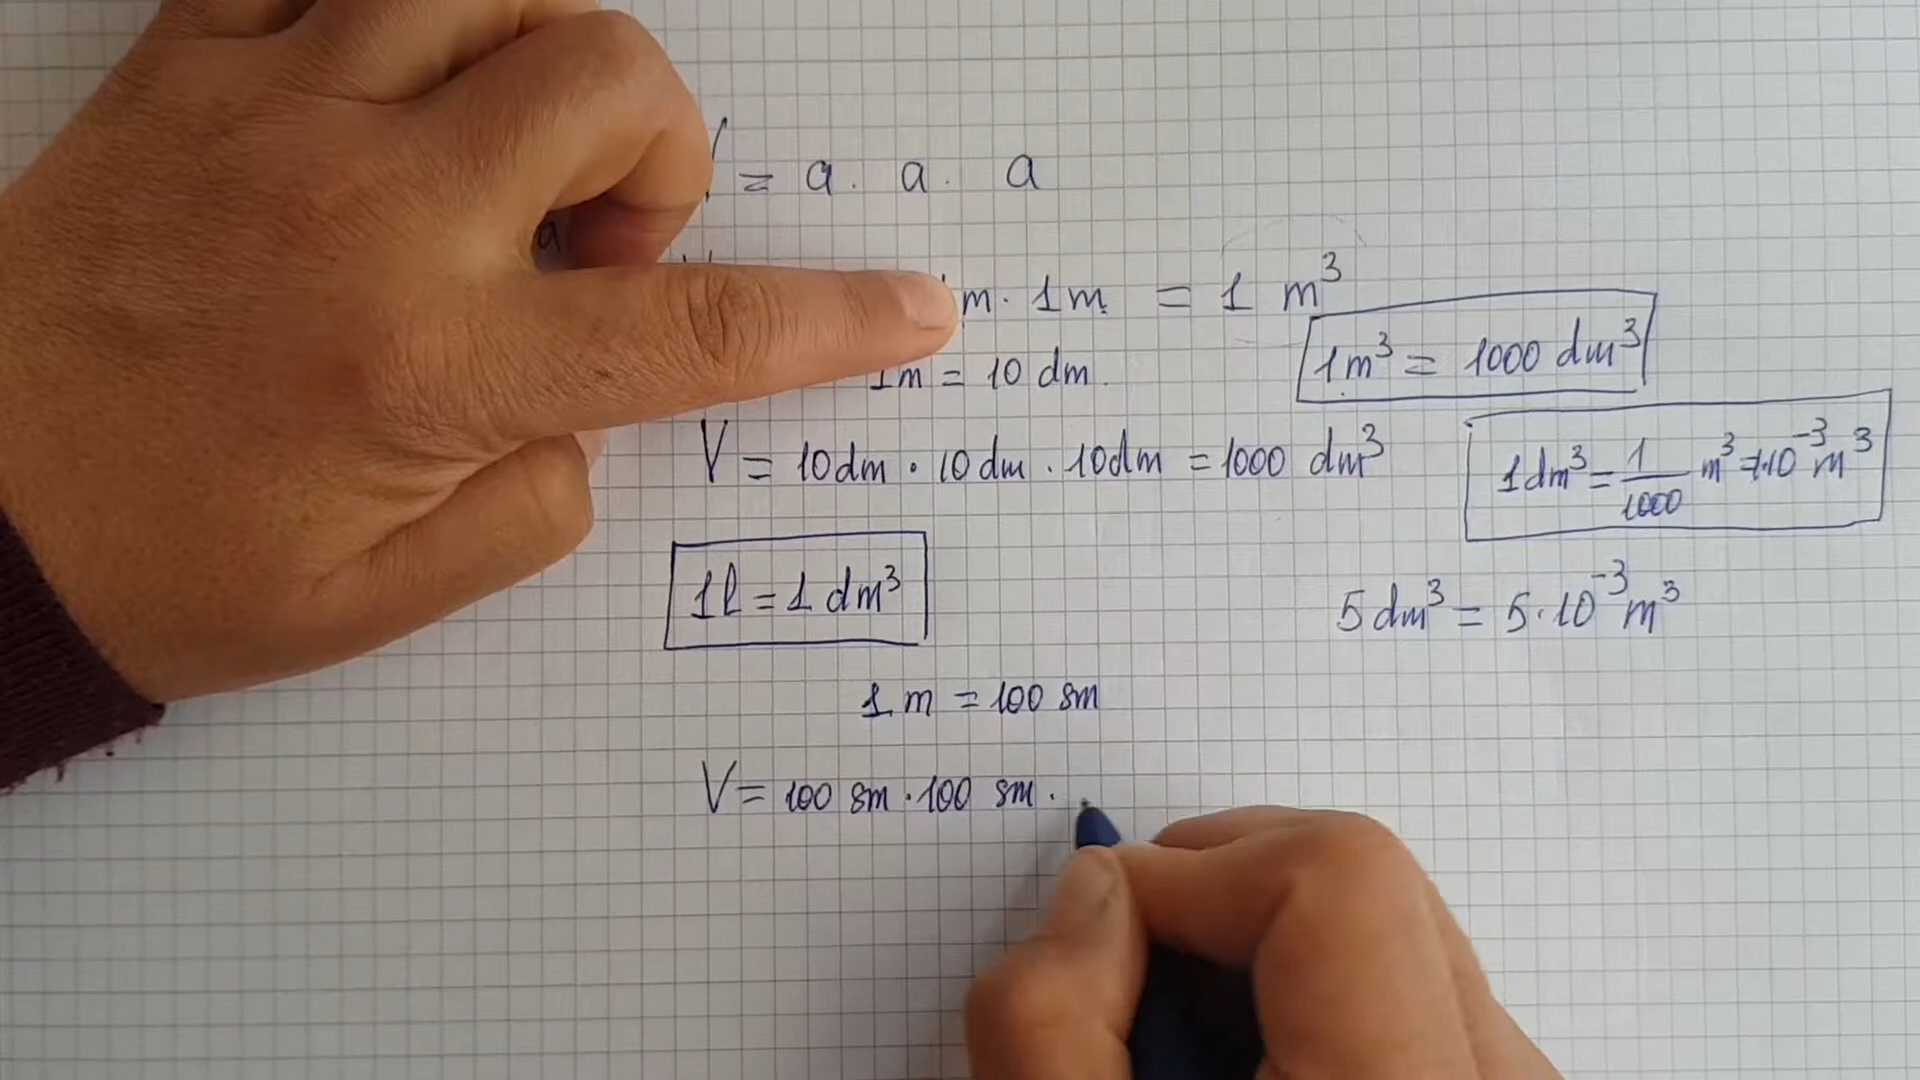 = a . a . a
a
m . 1m = 1 m³
1m = 10 dm.
1m³ = 1000 dm³
V = 10dm . 10dm . 10dm = 1000 dm³
1dm³ = 1/1000 m³ = 1·10⁻³ m³
1l = 1 dm³
5 dm³ = 5·10⁻³ m³
1 m = 100 sm
V = 100 sm . 100 sm .